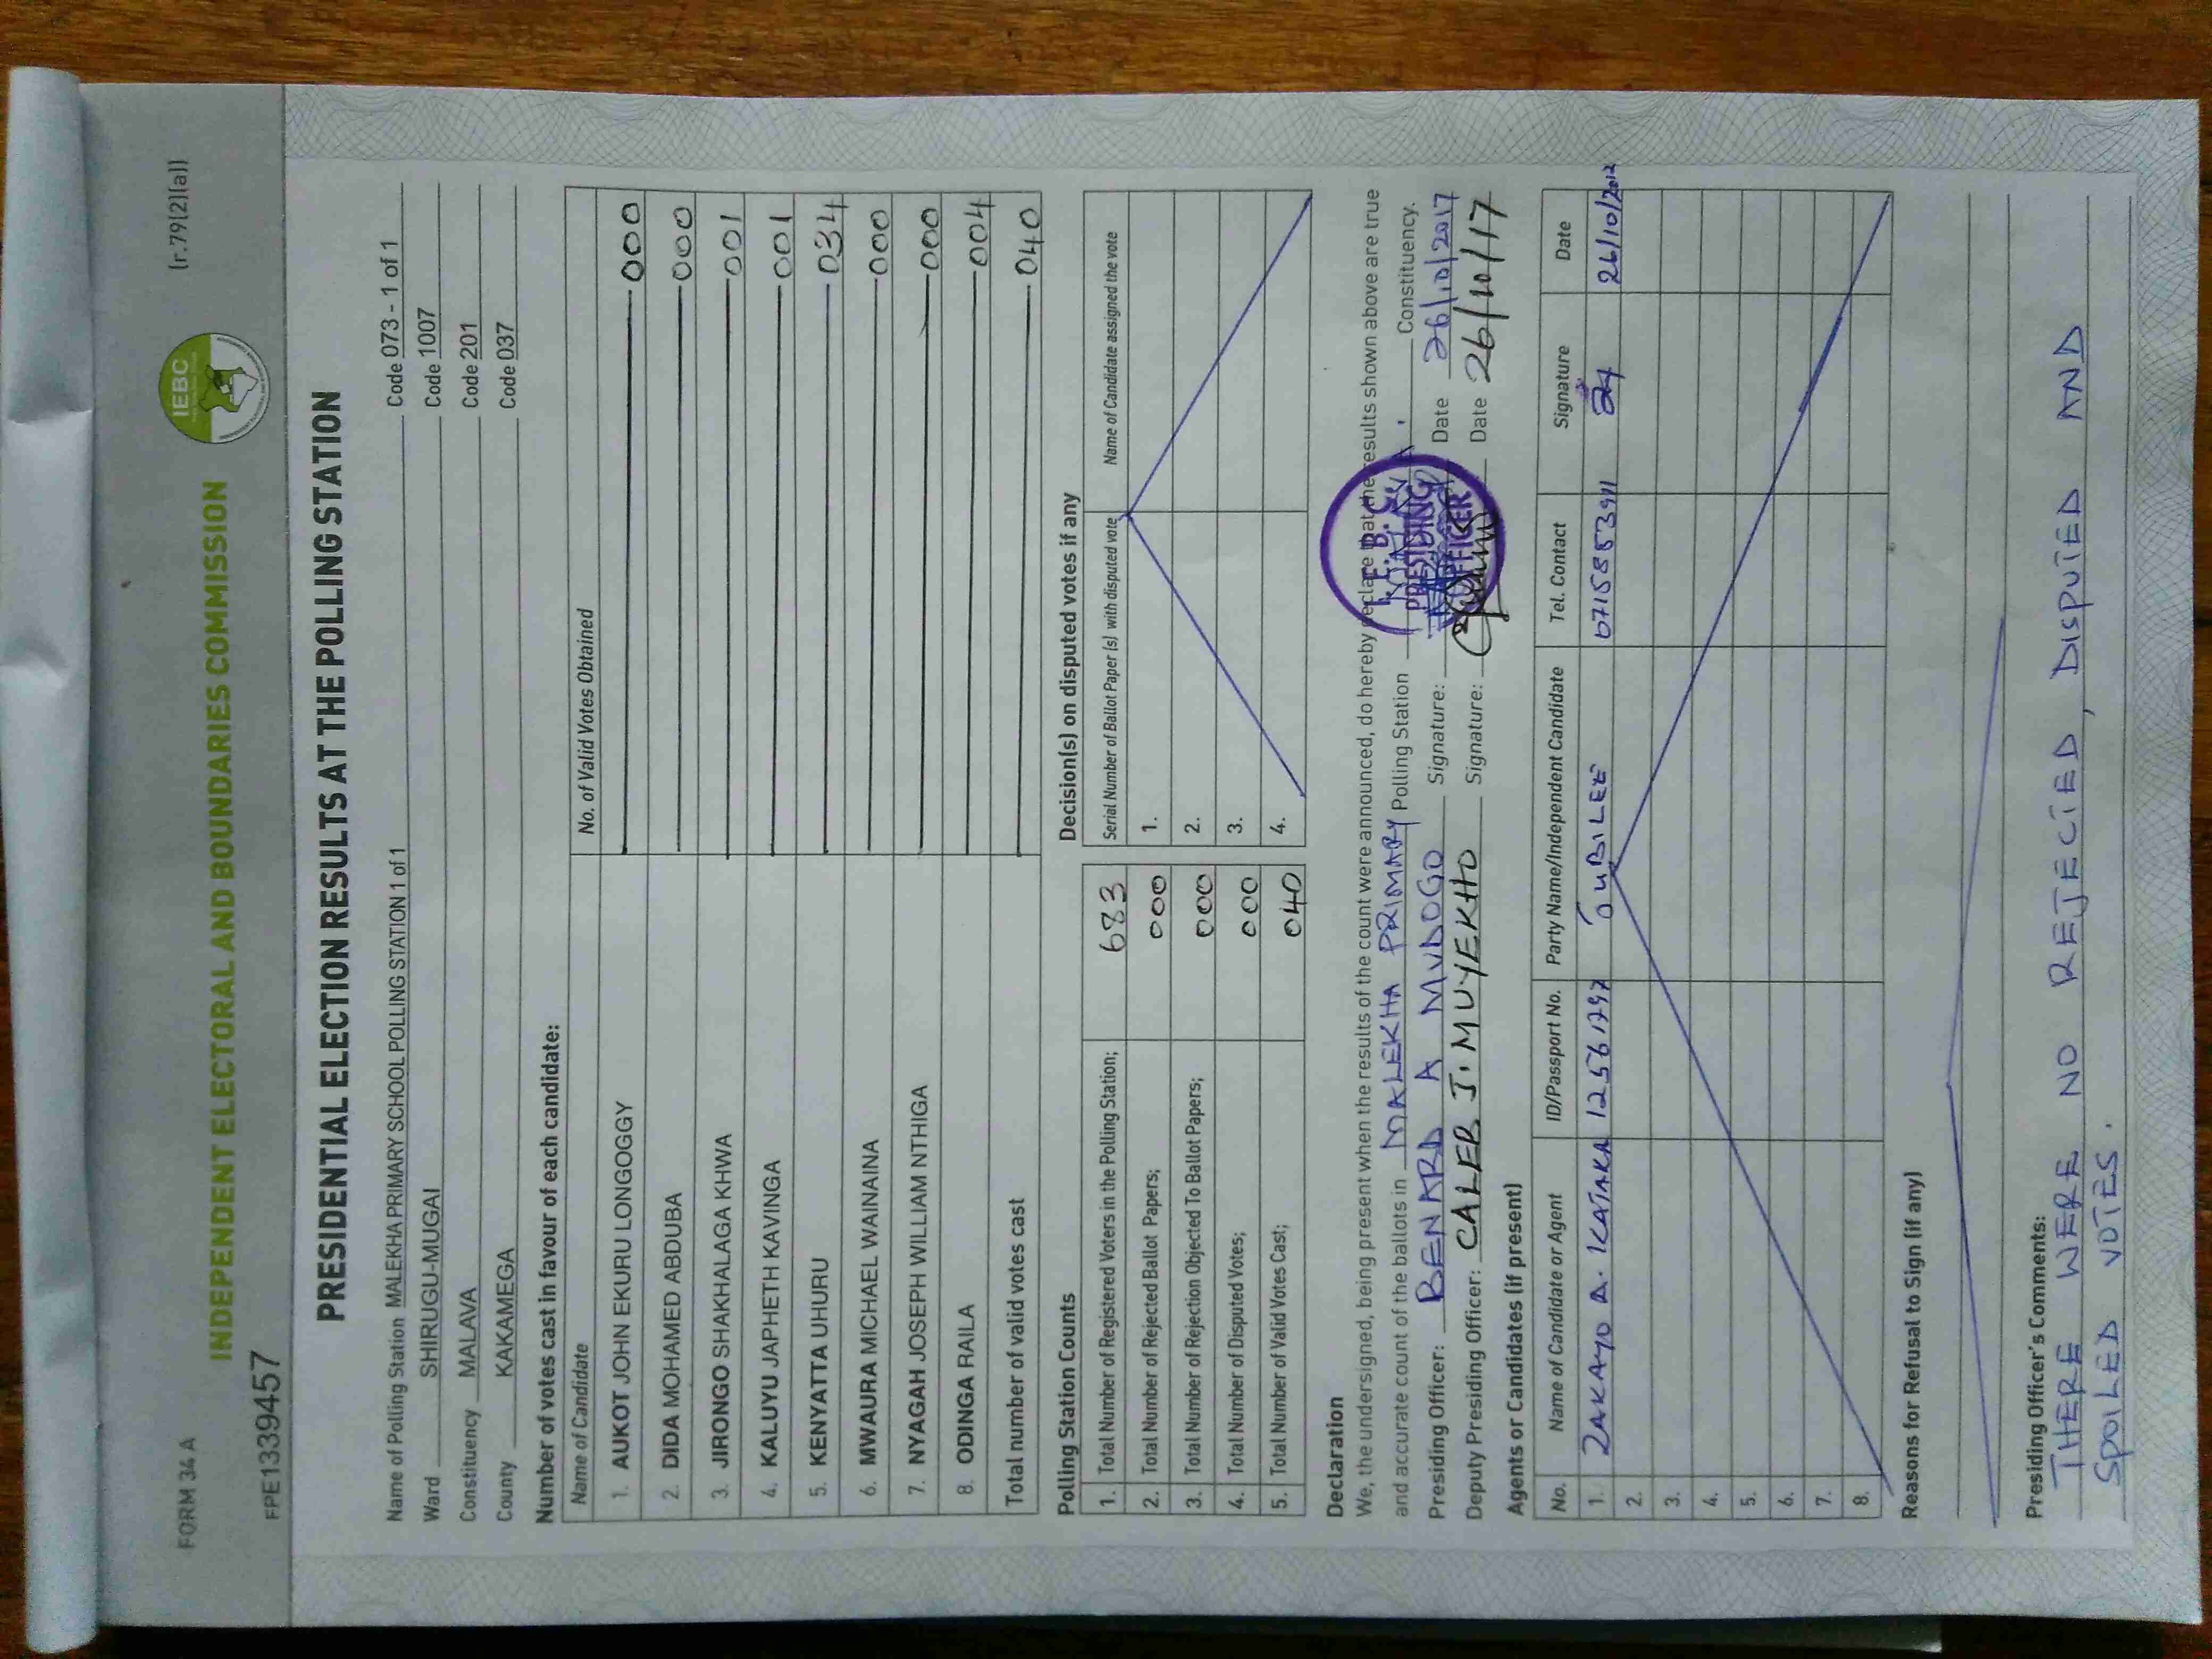 FORM 34 A
(r.79(2)(a))
IEBC
INDEPENDENT ELECTORAL AND BOUNDARIES COMMISSION
FPE1339457
PRESIDENTIAL ELECTION RESULTS AT THE POLLING STATION
Name of Polling Station MALEKHA PRIMARY SCHOOL POLLING STATION 1 of 1 Code 073 - 1 of 1
Ward SHIRUGU-MUGAI Code 1007
Constituency MALAVA Code 201
County KAKAMEGA Code 037
Number of votes cast in favour of each candidate:
Name of Candidate No. of Valid Votes Obtained
1. AUKOT JOHN EKURU LONGOGGY 000
2. DIDA MOHAMED ABDUBA 000
3. JIRONGO SHAKHALAGA KHWA 001
4. KALUYU JAPHETH KAVINGA 001
5. KENYATTA UHURU 034
6. MWAURA MICHAEL WAINAINA 000
7. NYAGAH JOSEPH WILLIAM NTHIGA 000
8. ODINGA RAILA 004
Total number of valid votes cast 040
Polling Station Counts
1. Total Number of Registered Voters in the Polling Station; 683
2. Total Number of Rejected Ballot Papers; 000
3. Total Number of Rejection Objected To Ballot Papers; 000
4. Total Number of Disputed Votes; 000
5. Total Number of Valid Votes Cast; 040
Decision(s) on disputed votes if any
Serial Number of Ballot Paper (s) with disputed vote Name of Candidate assigned the vote
1.
2.
3.
4.
Declaration
We, the undersigned, being present when the results of the count were announced, do hereby declare that the results shown above are true
and accurate count of the ballots in MALEKHA PRIMARY Polling Station Constituency.
Presiding Officer: BENARD A MUDOGO Signature: Date 26/10/2017
Deputy Presiding Officer: CALEB J. MUYEKHO Signature: Date 26/10/17
I.E.B.C.
PRESIDING
OFFICER
Agents or Candidates (if present)
No. Name of Candidate or Agent ID/Passport No. Party Name/Independent Candidate Tel. Contact Signature Date
1. ZAKAYO A. KATAKA 12561797 JUBILEE 0715853911 26/10/2017
2.
3.
4.
5.
6.
7.
8.
Reasons for Refusal to Sign (if any)
Presiding Officer's Comments:
THERE WERE NO REJECTED, DISPUTED AND
SPOILED VOTES.